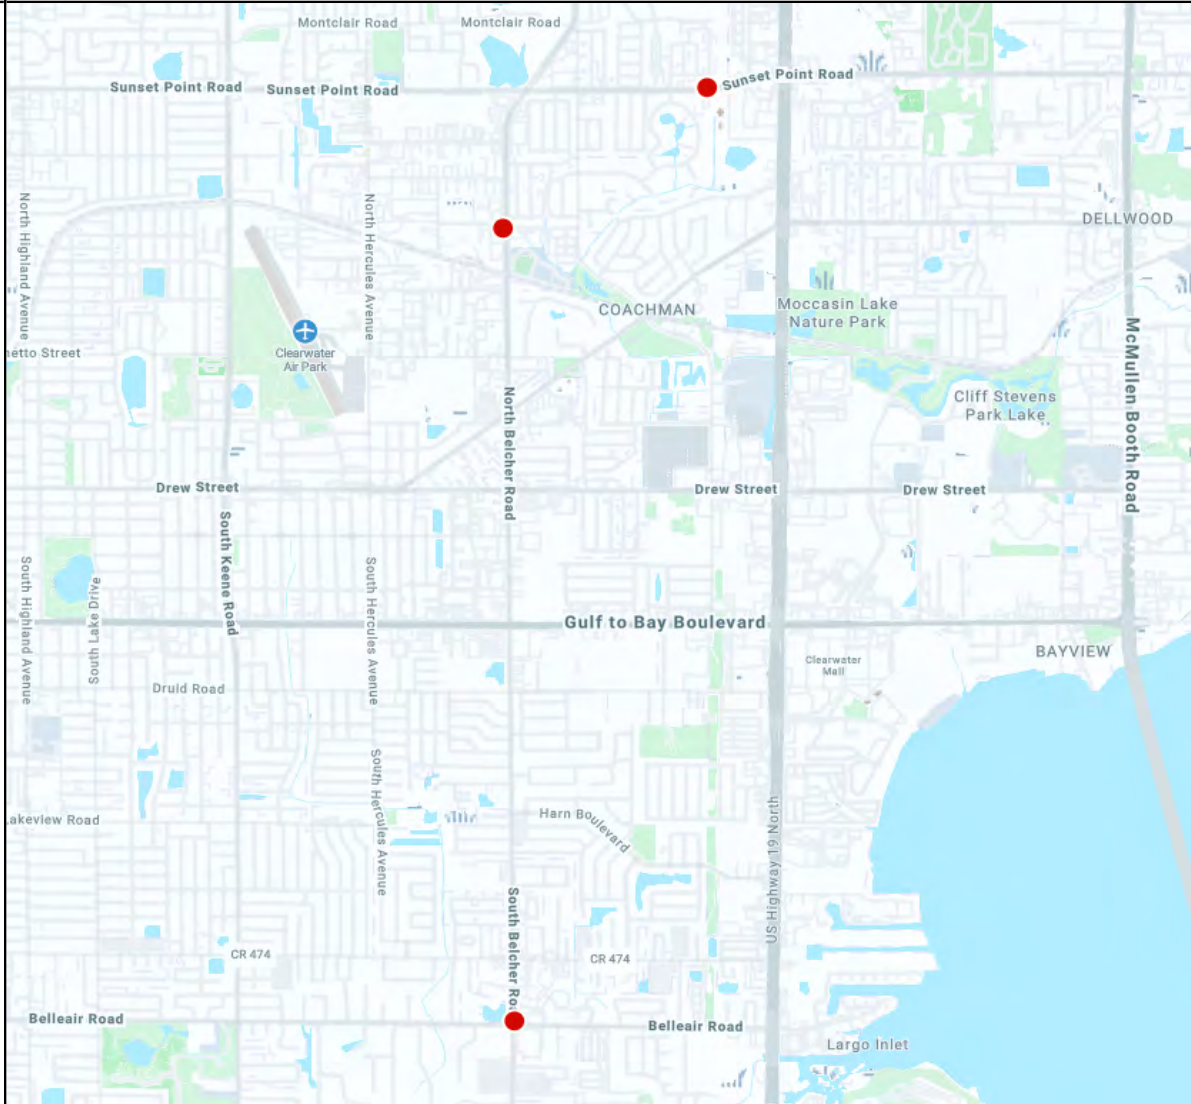 Montclair Road
Montclair Road
Sunset Point Road
Sunset Point Road
Sunset Point Road
North Highland Avenue
North Hercules Avenue
DELLWOOD
COACHMAN
Moccasin Lake
Nature Park
Clearwater
Air Park
netto Street
McMullen Booth Road
North Belcher Road
Cliff Stevens
Park Lake
Drew Street
Drew Street
Drew Street
South Keene Road
South Highland Avenue
South Lake Drive
South Hercules Avenue
Gulf to Bay Boulevard
BAYVIEW
Clearwater
Mall
Druid Road
South Hercules Avenue
Lakeview Road
Harn Boulevard
US Highway 19 North
South Belcher Roa
CR 474
CR 474
Belleair Road
Belleair Road
Largo Inlet